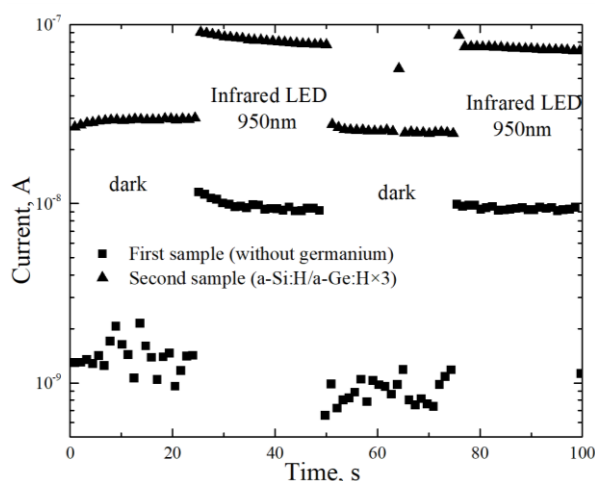 10⁻⁷
Infrared LED
950nm
Infrared LED
950nm
dark
dark
10⁻⁸
■ First sample (without germanium)
▲ Second sample (a-Si:H/a-Ge:H×3)
10⁻⁹
Current, A
0 20 40 60 80 100
Time, s